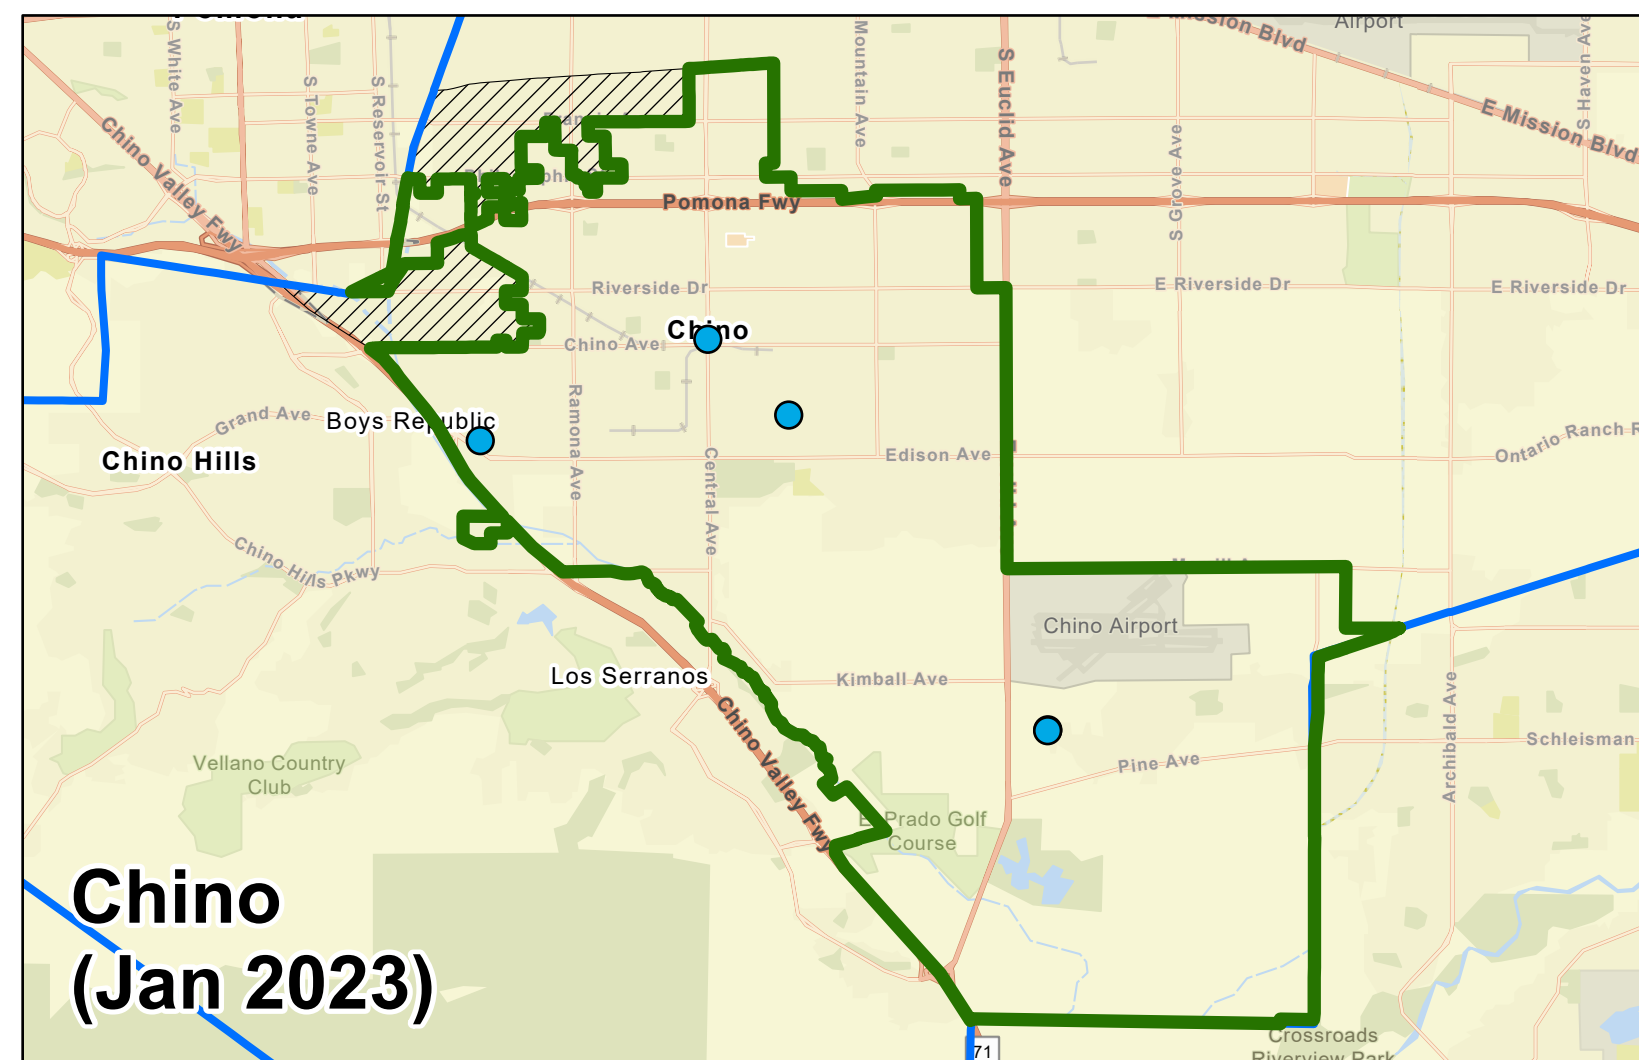 Airport
E Mission Blvd
S White Ave
S Towne Ave
S Reservoir St
Mountain Ave
S Euclid Ave
S Grove Ave
S Haven Ave
E Mission Blvd
Chino Valley Fwy
Pomona Fwy
Riverside Dr
E Riverside Dr
E Riverside Dr
Chino
Chino Ave
Ramona Ave
Grand Ave
Boys Republic
Chino Hills
Central Ave
Edison Ave
Ontario Ranch R
Chino Hills Pkwy
Chino Airport
Los Serranos
Kimball Ave
Chino Valley Fwy
Archibald Ave
Pine Ave
Schleisman
Vellano Country
Club
El Prado Golf
Course
Chino
(Jan 2023)
71
Crossroads
Riverview Park